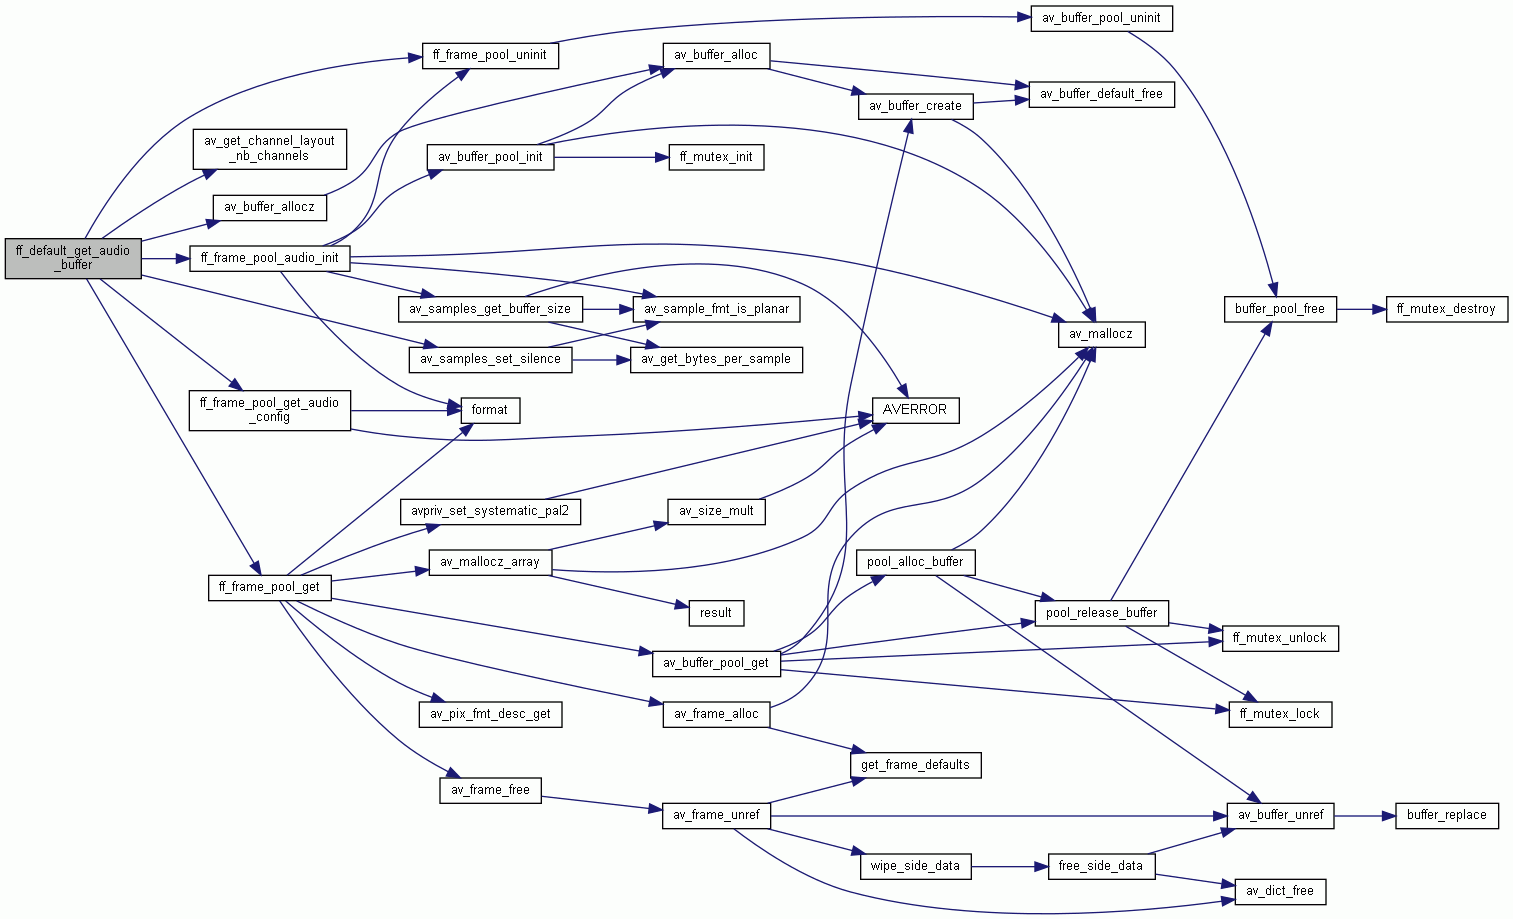 av_buffer_pool_uninit
ff_frame_pool_uninit
av_buffer_alloc
av_buffer_default_free
av_buffer_create
av_get_channel_layout
_nb_channels
av_buffer_pool_init
ff_mutex_init
av_buffer_allocz
ff_default_get_audio
_buffer
ff_frame_pool_audio_init
av_samples_get_buffer_size
av_sample_fmt_is_planar
buffer_pool_free
ff_mutex_destroy
av_mallocz
av_samples_set_silence
av_get_bytes_per_sample
ff_frame_pool_get_audio
_config
format
AVERROR
avpriv_set_systematic_pal2
av_size_mult
av_mallocz_array
pool_alloc_buffer
ff_frame_pool_get
result
pool_release_buffer
ff_mutex_unlock
av_buffer_pool_get
av_pix_fmt_desc_get
av_frame_alloc
ff_mutex_lock
get_frame_defaults
av_frame_free
av_frame_unref
av_buffer_unref
buffer_replace
wipe_side_data
free_side_data
av_dict_free